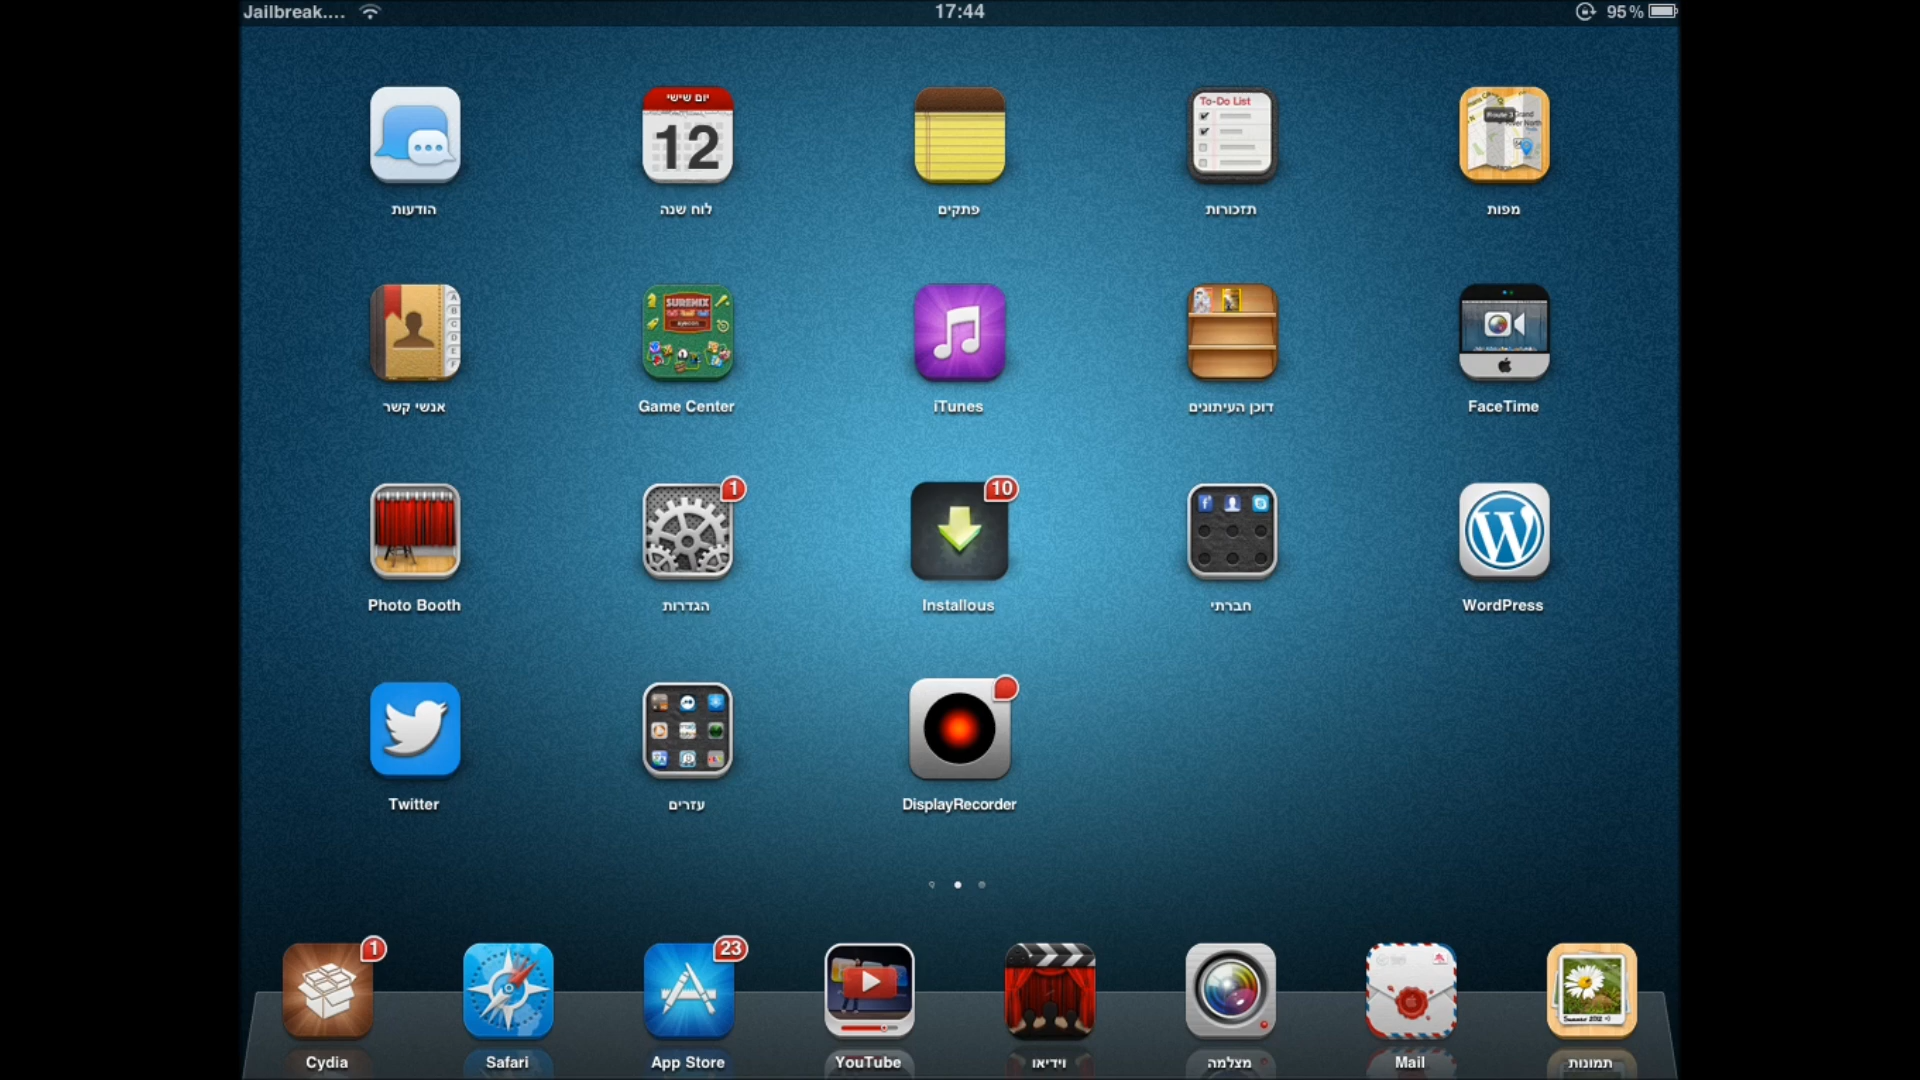 Jailbreak.... 17:44 95%
יום שישי
12
To-Do List
הודעות לוח שנה פתקים תזכורות מפות
SURENIX
אנשי קשר Game Center iTunes דוכן העיתונים FaceTime
1 10
Photo Booth הגדרות Installous חברתי WordPress
Twitter עזרים DisplayRecorder
1 23
Cydia Safari App Store YouTube וידיאו מצלמה Mail תמונות